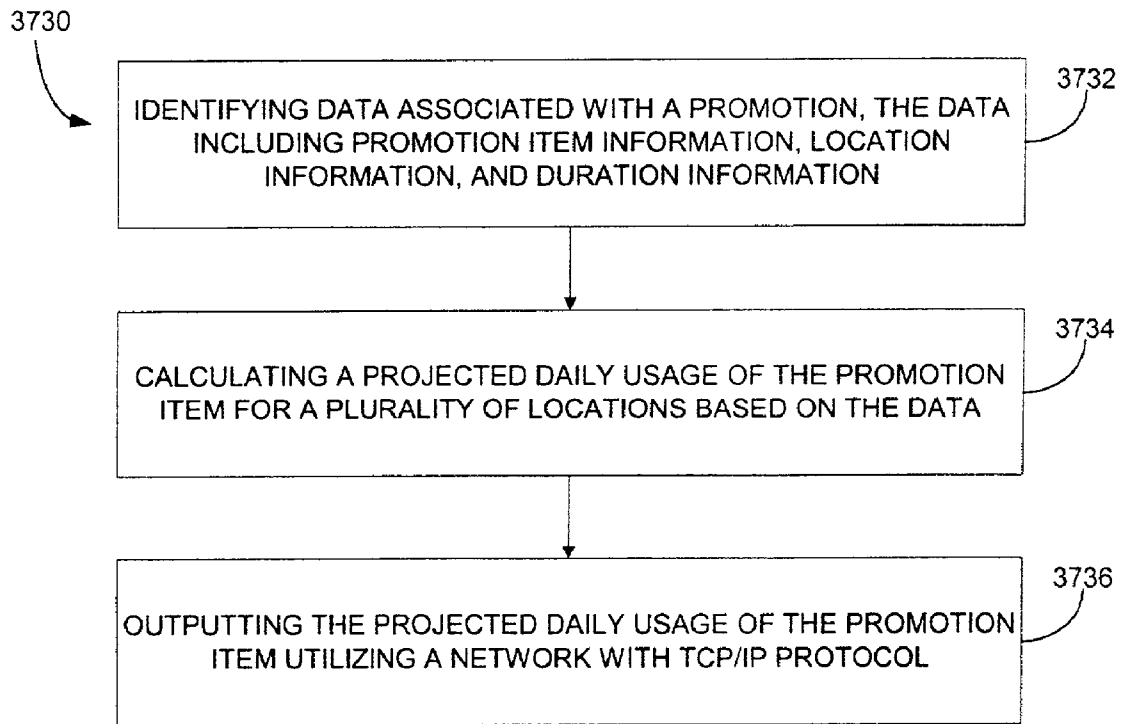 3730
3732
IDENTIFYING DATA ASSOCIATED WITH A PROMOTION, THE DATA
INCLUDING PROMOTION ITEM INFORMATION, LOCATION
INFORMATION, AND DURATION INFORMATION
3734
CALCULATING A PROJECTED DAILY USAGE OF THE PROMOTION
ITEM FOR A PLURALITY OF LOCATIONS BASED ON THE DATA
3736
OUTPUTTING THE PROJECTED DAILY USAGE OF THE PROMOTION
ITEM UTILIZING A NETWORK WITH TCP/IP PROTOCOL